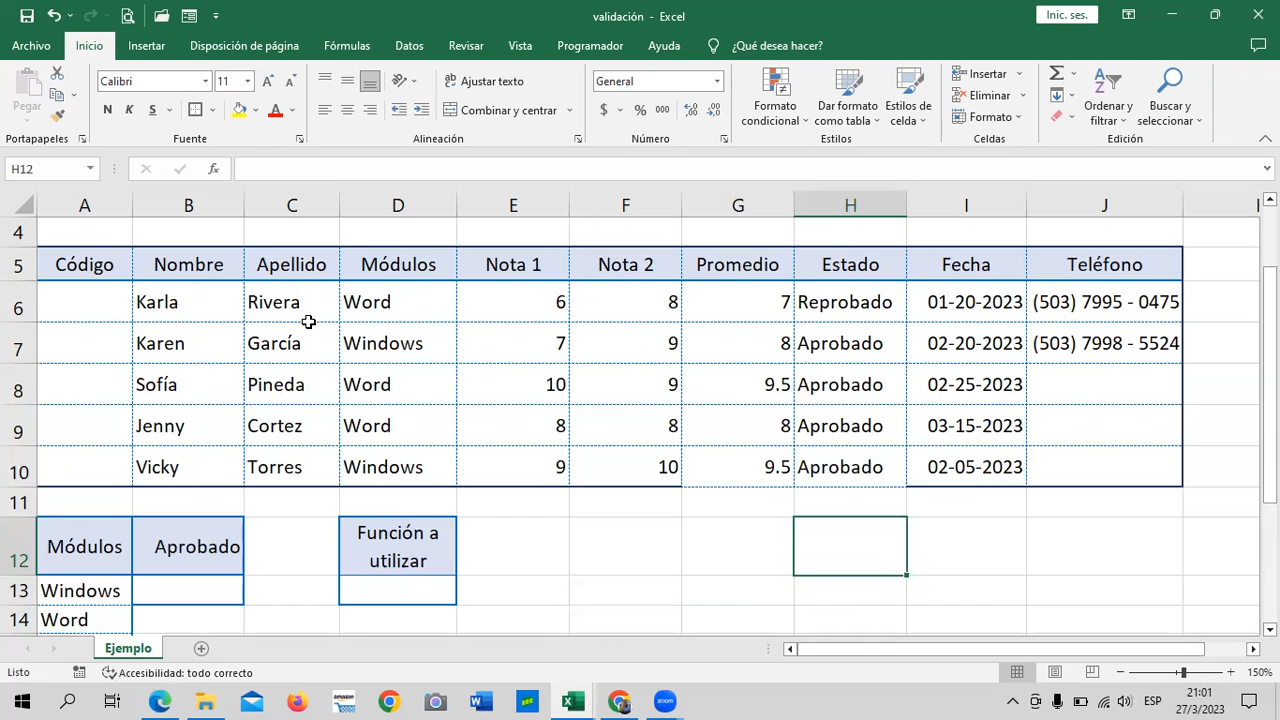 validación - Excel
Inic. ses.
Archivo Inicio Insertar Disposición de página Fórmulas Datos Revisar Vista Programador Ayuda ¿Qué desea hacer?
Pegar
Calibri 11
N K S
Ajustar texto
Combinar y centrar
General
$ % 000
Formato condicional
Dar formato como tabla
Estilos de celda
Insertar
Eliminar
Formato
Ordenar y filtrar
Buscar y seleccionar
Portapapeles Fuente Alineación Número Estilos Celdas Edición
H12 fx
A B C D E F G H I J
4
5 Código Nombre Apellido Módulos Nota 1 Nota 2 Promedio Estado Fecha Teléfono
6 Karla Rivera Word 6 8 7 Reprobado 01-20-2023 (503) 7995 - 0475
7 Karen García Windows 7 9 8 Aprobado 02-20-2023 (503) 7998 - 5524
8 Sofía Pineda Word 10 9 9.5 Aprobado 02-25-2023
9 Jenny Cortez Word 8 8 8 Aprobado 03-15-2023
10 Vicky Torres Windows 9 10 9.5 Aprobado 02-05-2023
11
12 Módulos Aprobado Función a utilizar
13 Windows
14 Word
Ejemplo
Listo Accesibilidad: todo correcto 150%
zoom
ESP
21:01
27/3/2023